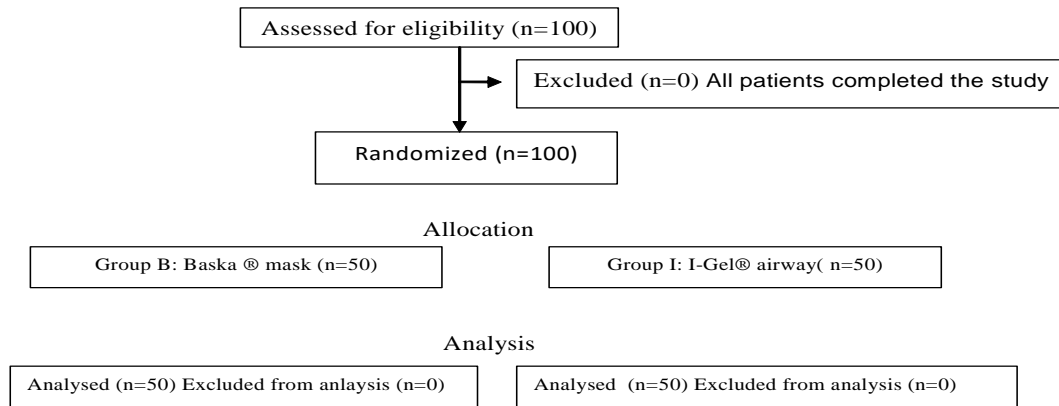 Assessed for eligibility (n=100)
Excluded (n=0) All patients completed the study
Randomized (n=100)
Allocation
Group B: Baska ® mask (n=50)
Group I: I-Gel® airway( n=50)
Analysis
Analysed (n=50) Excluded from anlaysis (n=0)
Analysed (n=50) Excluded from analysis (n=0)